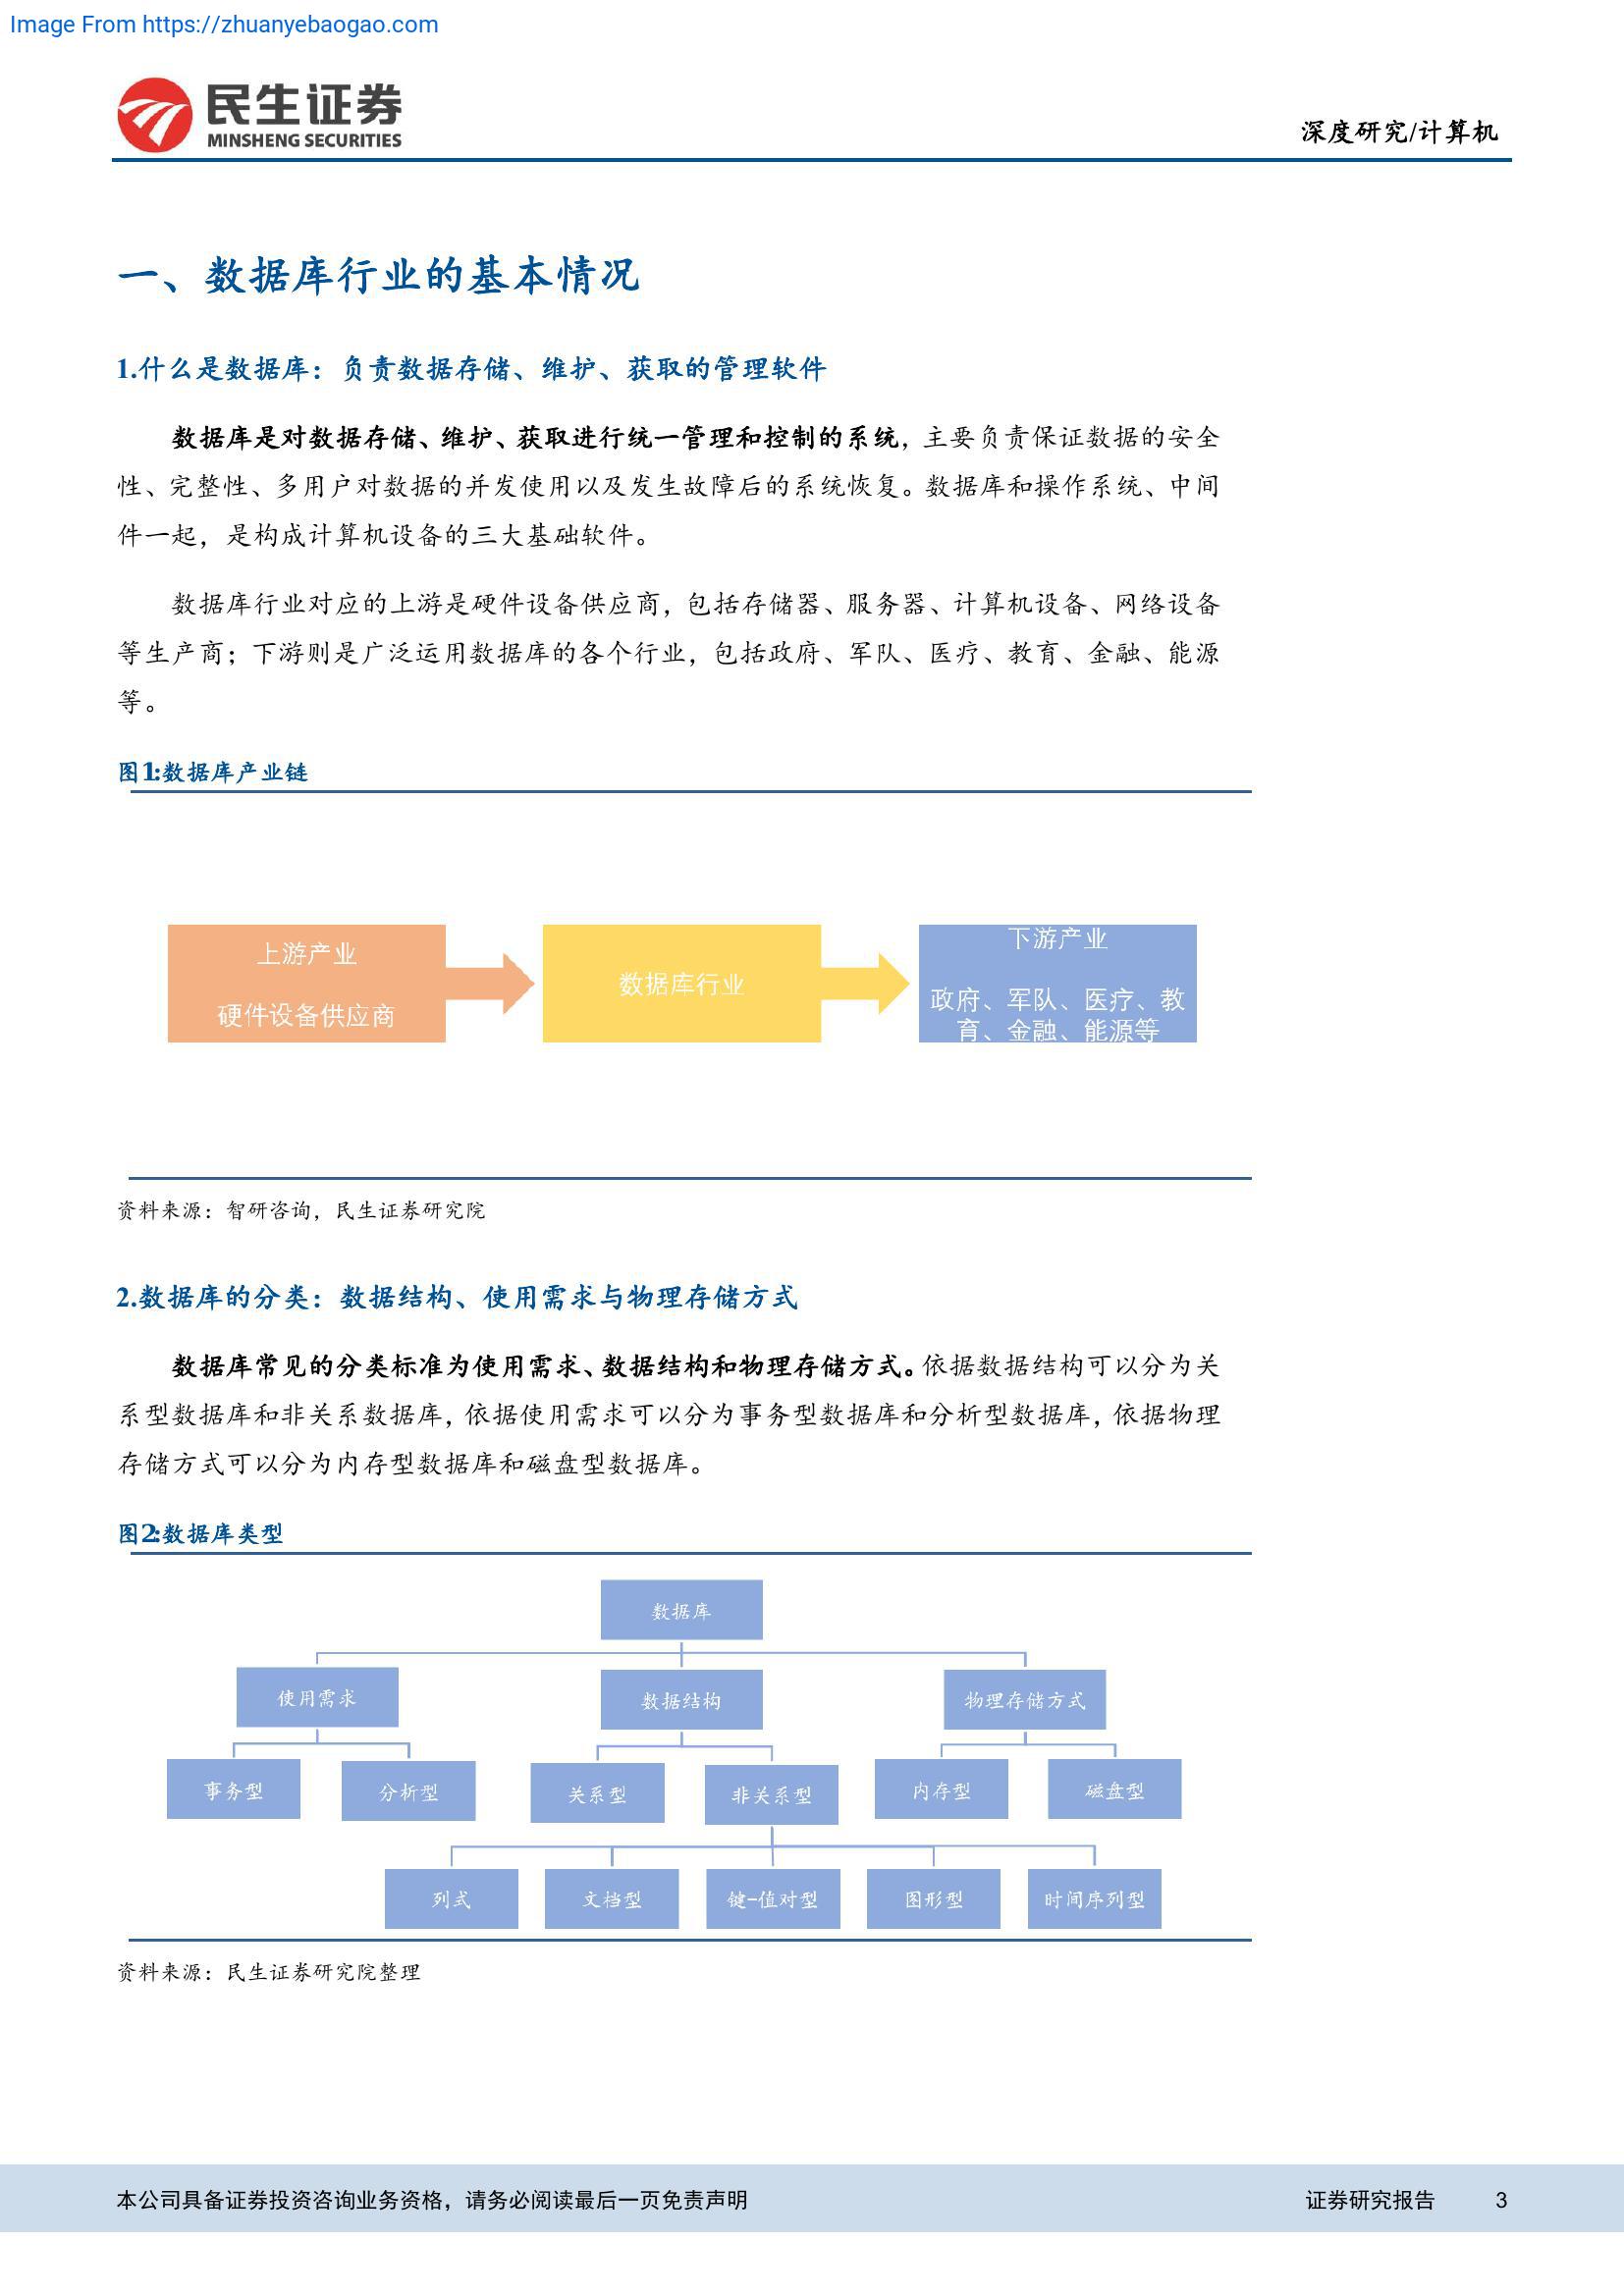 Image From https://zhuanyebaogao.com
民生证券
MINSHENG SECURITIES
深度研究/计算机
一、数据库行业的基本情况
1.什么是数据库：负责数据存储、维护、获取的管理软件
数据库是对数据存储、维护、获取进行统一管理和控制的系统，主要负责保证数据的安全
性、完整性、多用户对数据的并发使用以及发生故障后的系统恢复。数据库和操作系统、中间
件一起，是构成计算机设备的三大基础软件。
数据库行业对应的上游是硬件设备供应商，包括存储器、服务器、计算机设备、网络设备
等生产商；下游则是广泛运用数据库的各个行业，包括政府、军队、医疗、教育、金融、能源
等。
图1:数据库产业链
上游产业
硬件设备供应商
数据库行业
下游产业
政府、军队、医疗、教
育、金融、能源等
资料来源：智研咨询，民生证券研究院
2.数据库的分类：数据结构、使用需求与物理存储方式
数据库常见的分类标准为使用需求、数据结构和物理存储方式。依据数据结构可以分为关
系型数据库和非关系数据库，依据使用需求可以分为事务型数据库和分析型数据库，依据物理
存储方式可以分为内存型数据库和磁盘型数据库。
图2:数据库类型
数据库
使用需求
数据结构
物理存储方式
事务型
分析型
关系型
非关系型
内存型
磁盘型
列式
文档型
键-值对型
图形型
时间序列型
资料来源：民生证券研究院整理
本公司具备证券投资咨询业务资格，请务必阅读最后一页免责声明
证券研究报告 3